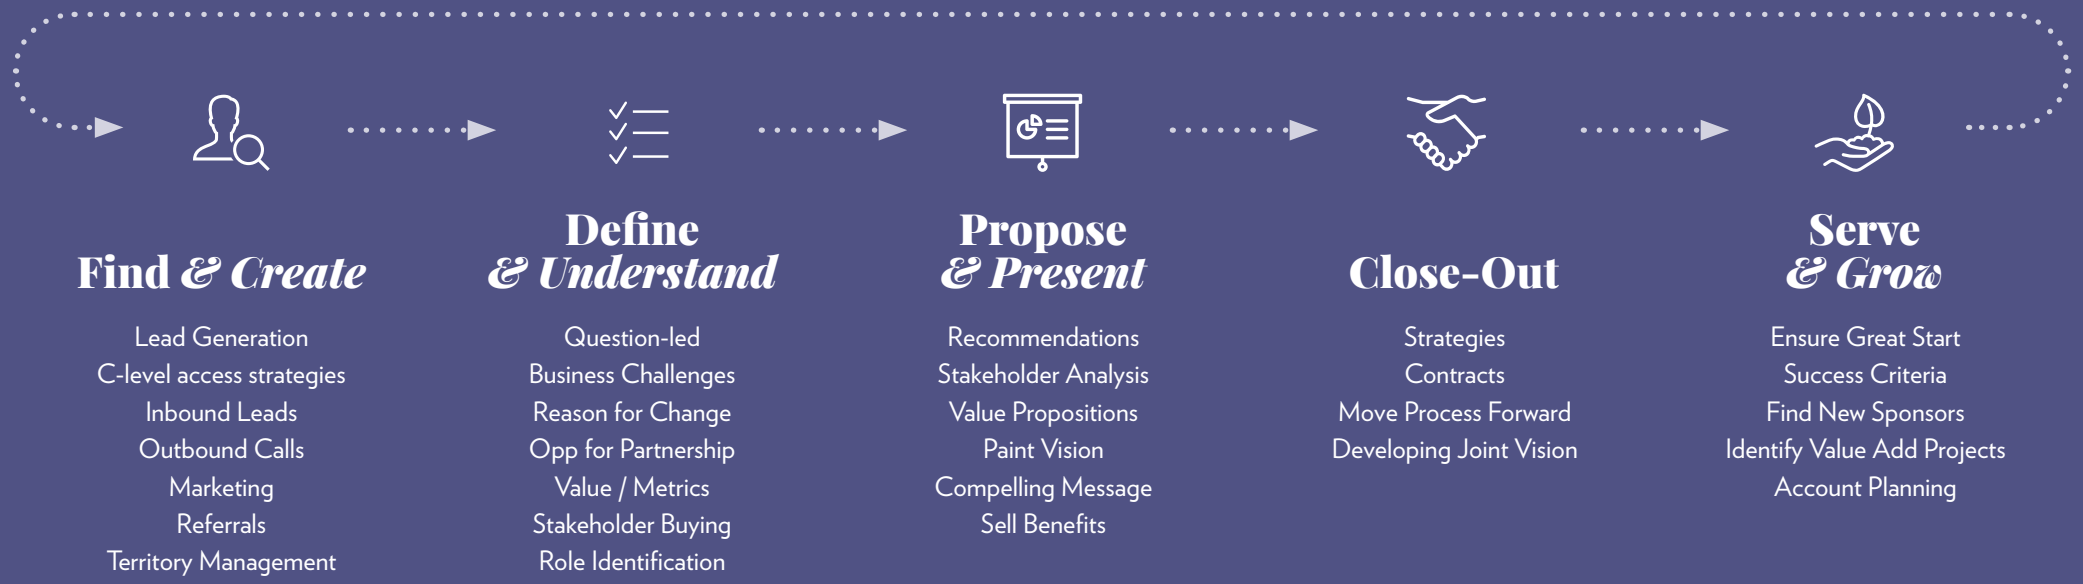 Find & Create
Lead Generation
C-level access strategies
Inbound Leads
Outbound Calls
Marketing
Referrals
Territory Management
Define
& Understand
Question-led
Business Challenges
Reason for Change
Opp for Partnership
Value / Metrics
Stakeholder Buying
Role Identification
Propose
& Present
Recommendations
Stakeholder Analysis
Value Propositions
Paint Vision
Compelling Message
Sell Benefits
Close-Out
Strategies
Contracts
Move Process Forward
Developing Joint Vision
Serve
& Grow
Ensure Great Start
Success Criteria
Find New Sponsors
Identify Value Add Projects
Account Planning